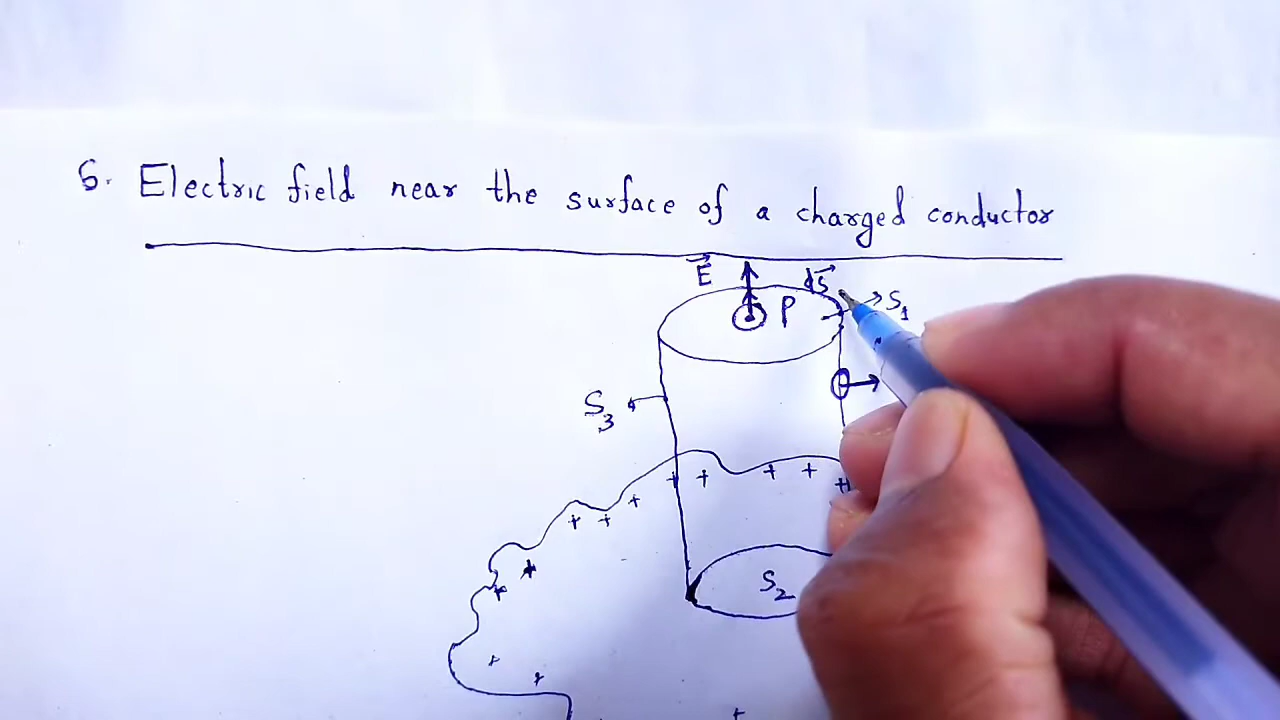 6. Electric field near the surface of a charged conductor
E dS
P S1
S3
S2